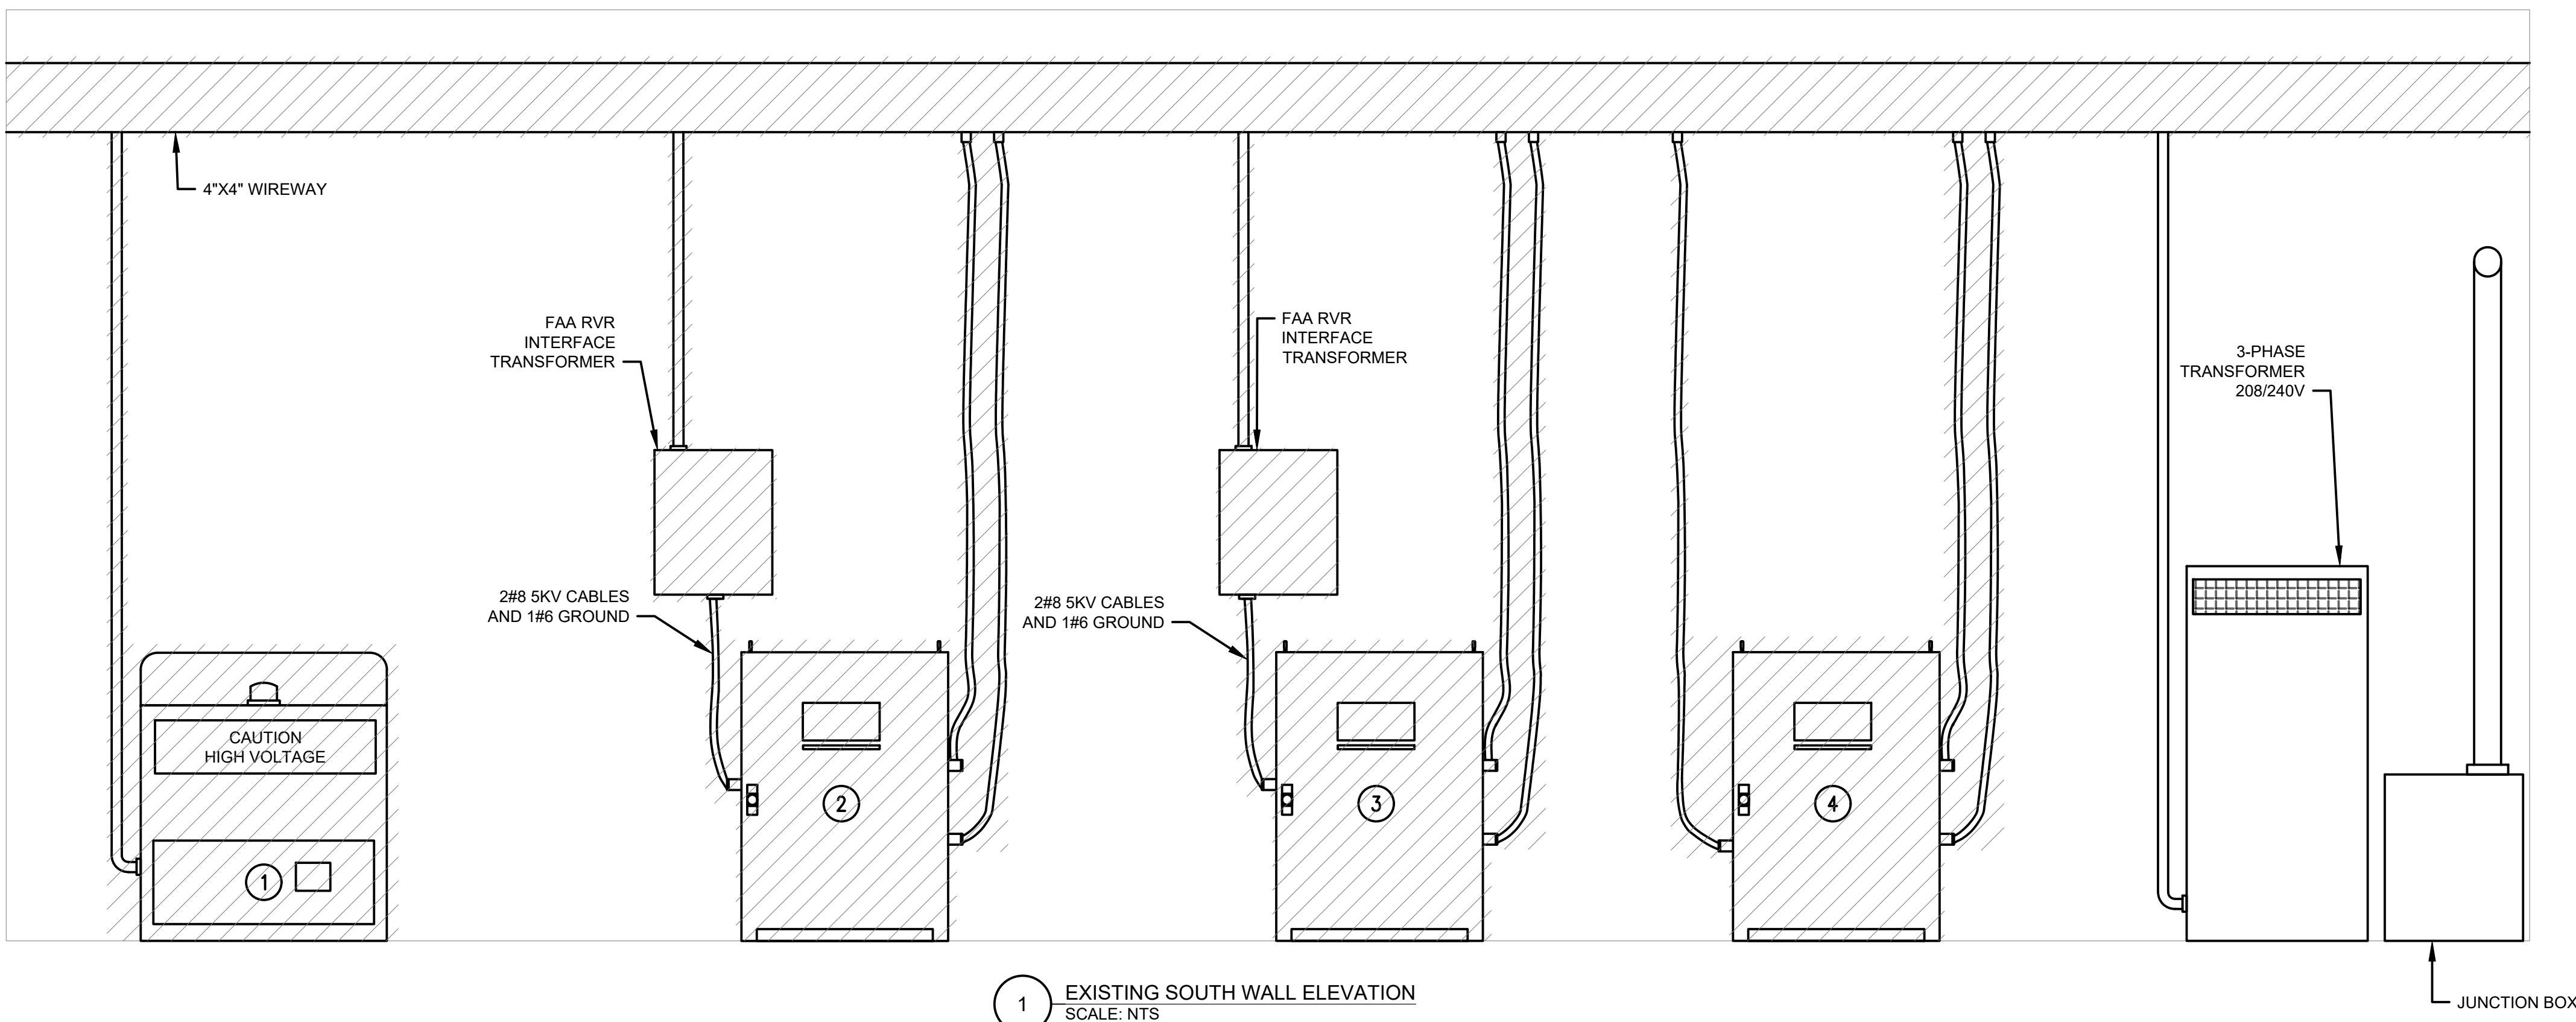 4"X4" WIREWAY
FAA RVR
INTERFACE
TRANSFORMER
FAA RVR
INTERFACE
TRANSFORMER
3-PHASE
TRANSFORMER
208/240V
2#8 5KV CABLES
AND 1#6 GROUND
2#8 5KV CABLES
AND 1#6 GROUND
CAUTION
HIGH VOLTAGE
1
2
3
4
1
EXISTING SOUTH WALL ELEVATION
SCALE: NTS
JUNCTION BOX